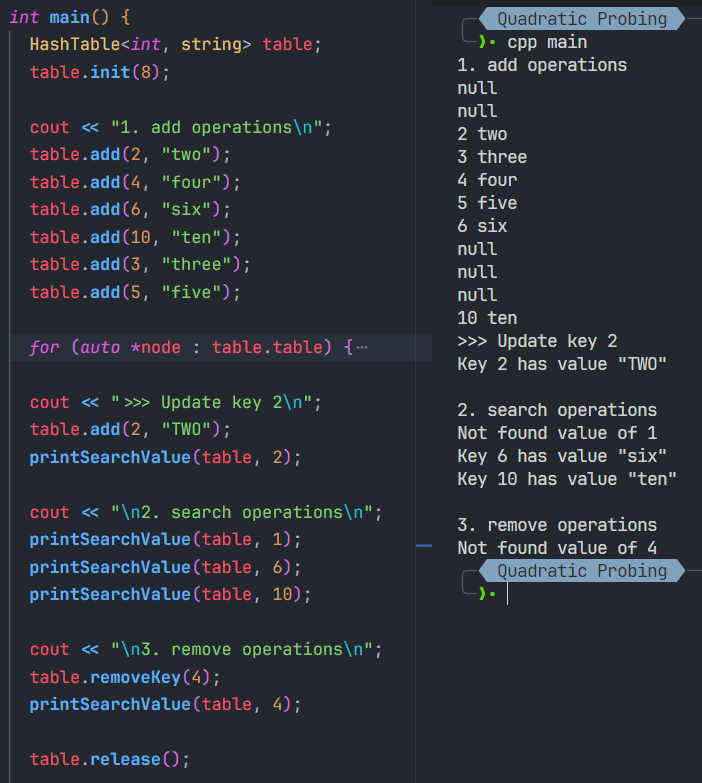 int main() {
HashTable<int, string> table;
table.init(8);
cout << "1. add operations\n";
table.add(2, "two");
table.add(4, "four");
table.add(6, "six");
table.add(10, "ten");
table.add(3, "three");
table.add(5, "five");
for (auto *node : table.table) {⋯
cout << ">>> Update key 2\n";
table.add(2, "TWO");
printSearchValue(table, 2);
cout << "\n2. search operations\n";
printSearchValue(table, 1);
printSearchValue(table, 6);
printSearchValue(table, 10);
cout << "\n3. remove operations\n";
table.removeKey(4);
printSearchValue(table, 4);
table.release();
Quadratic Probing
❯• cpp main
1. add operations
null
null
2 two
3 three
4 four
5 five
6 six
null
null
null
10 ten
>>> Update key 2
Key 2 has value "TWO"
2. search operations
Not found value of 1
Key 6 has value "six"
Key 10 has value "ten"
3. remove operations
Not found value of 4
Quadratic Probing
❯•